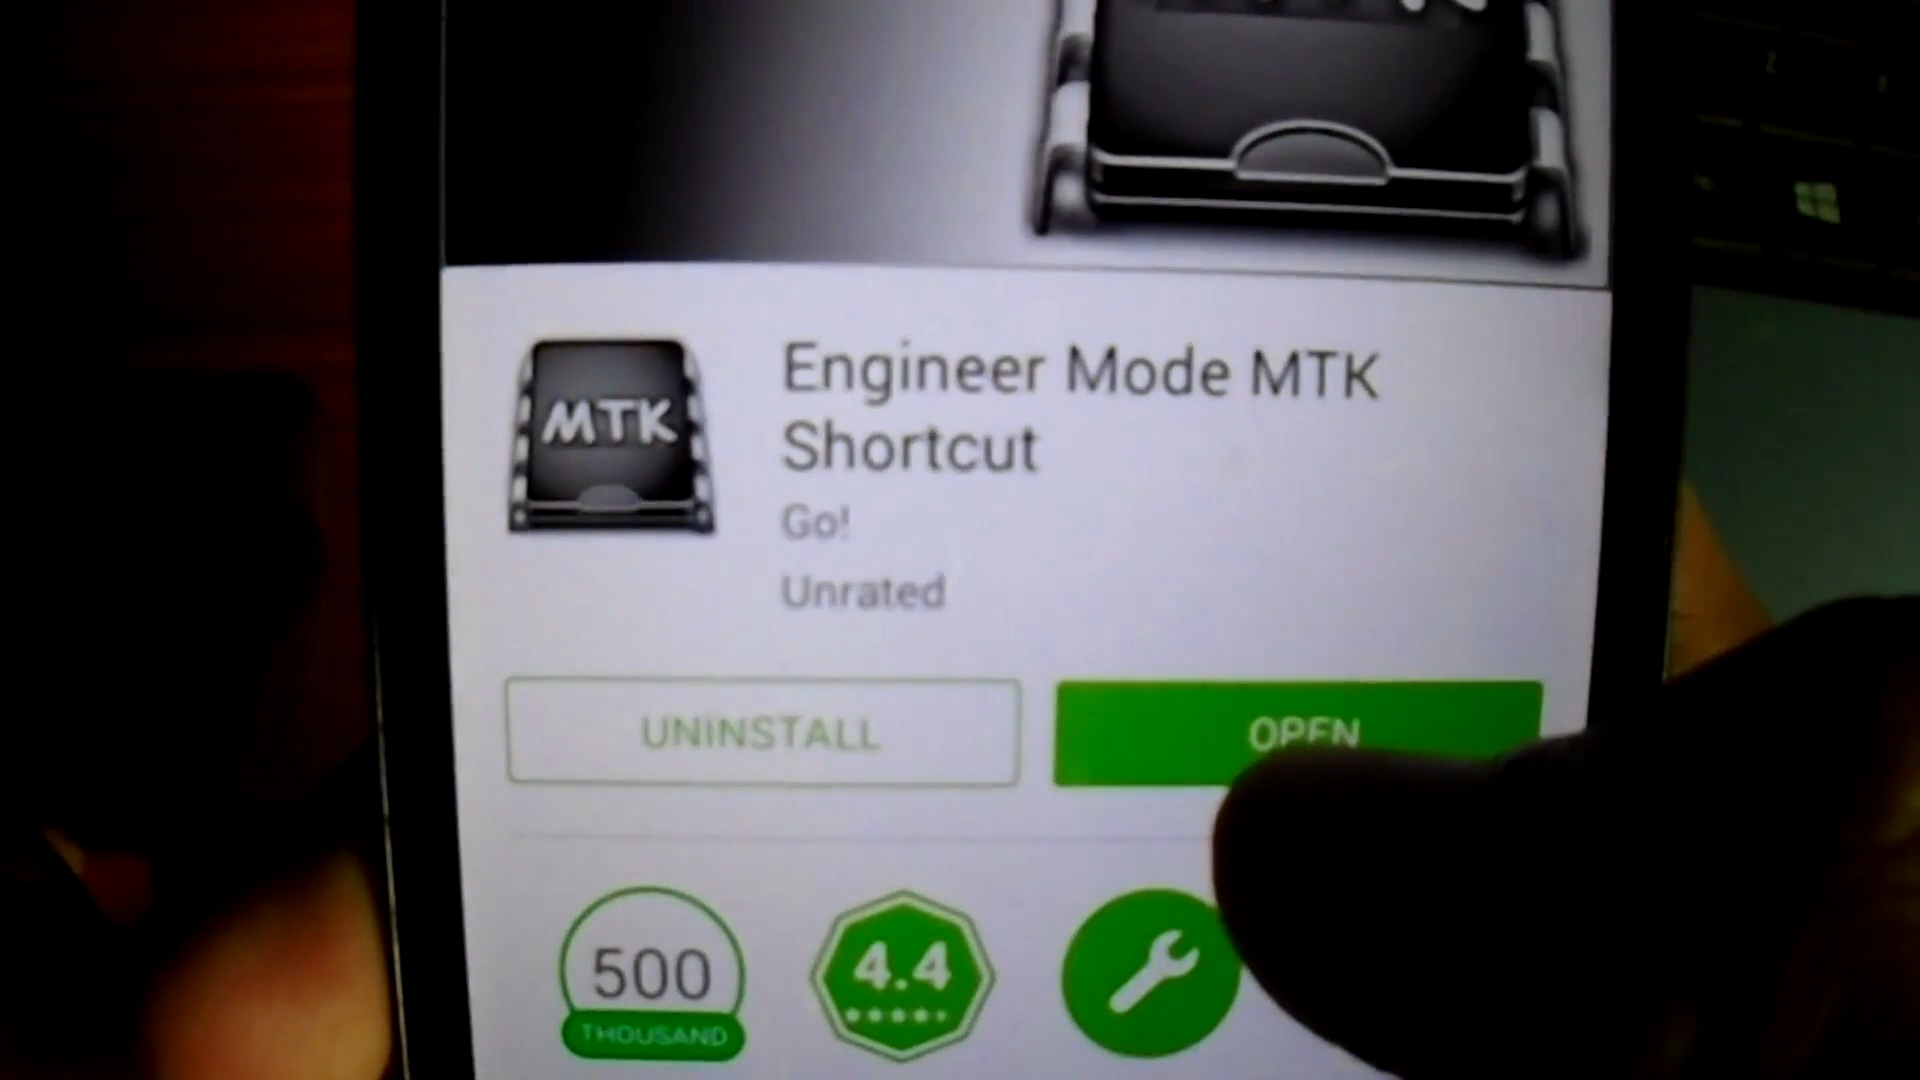 MTK
Engineer Mode MTK
Shortcut
Go!
Unrated
UNINSTALL
OPEN
500
THOUSAND
4.4